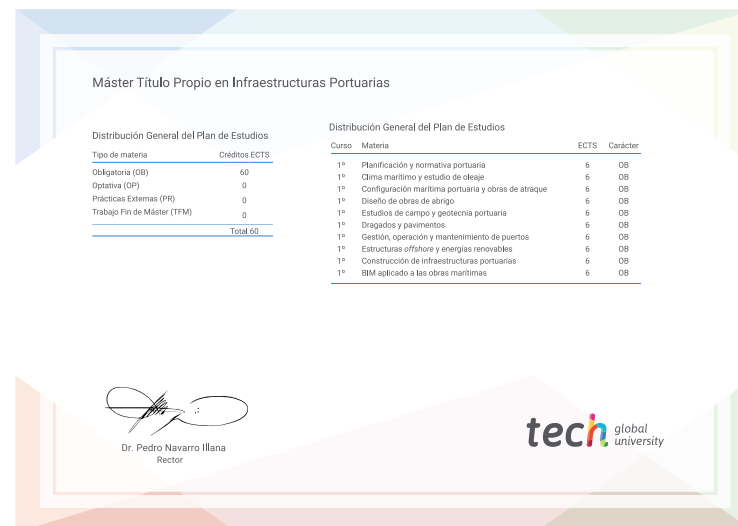 Máster Título Propio en Infraestructuras Portuarias
Distribución General del Plan de Estudios
Tipo de materia Créditos ECTS
Obligatoria (OB) 60
Optativa (OP) 0
Prácticas Externas (PR) 0
Trabajo Fin de Máster (TFM) 0
Total 60
Distribución General del Plan de Estudios
Curso Materia ECTS Carácter
1º Planificación y normativa portuaria 6 OB
1º Clima marítimo y estudio de oleaje 6 OB
1º Configuración marítima portuaria y obras de atraque 6 OB
1º Diseño de obras de abrigo 6 OB
1º Estudios de campo y geotecnia portuaria 6 OB
1º Dragados y pavimentos 6 OB
1º Gestión, operación y mantenimiento de puertos 6 OB
1º Estructuras offshore y energías renovables 6 OB
1º Construcción de infraestructuras portuarias 6 OB
1º BIM aplicado a las obras marítimas 6 OB
Dr. Pedro Navarro Illana
Rector
tech global
university